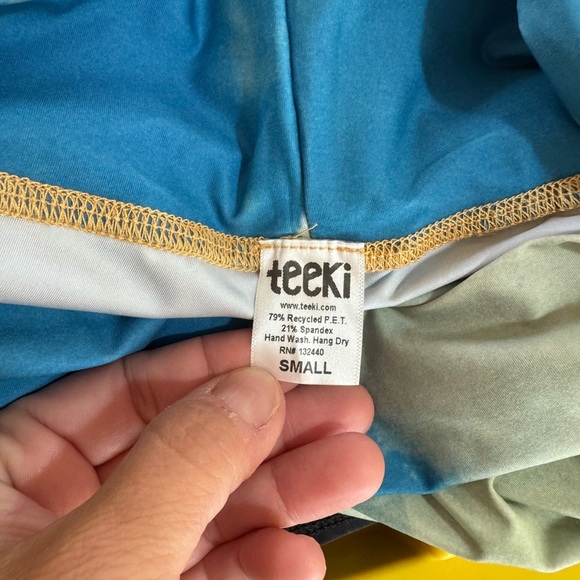 teeki
www.teeki.com
79% Recycled P.E.T.
21% Spandex
Hand Wash. Hang Dry
RN# 132440
SMALL